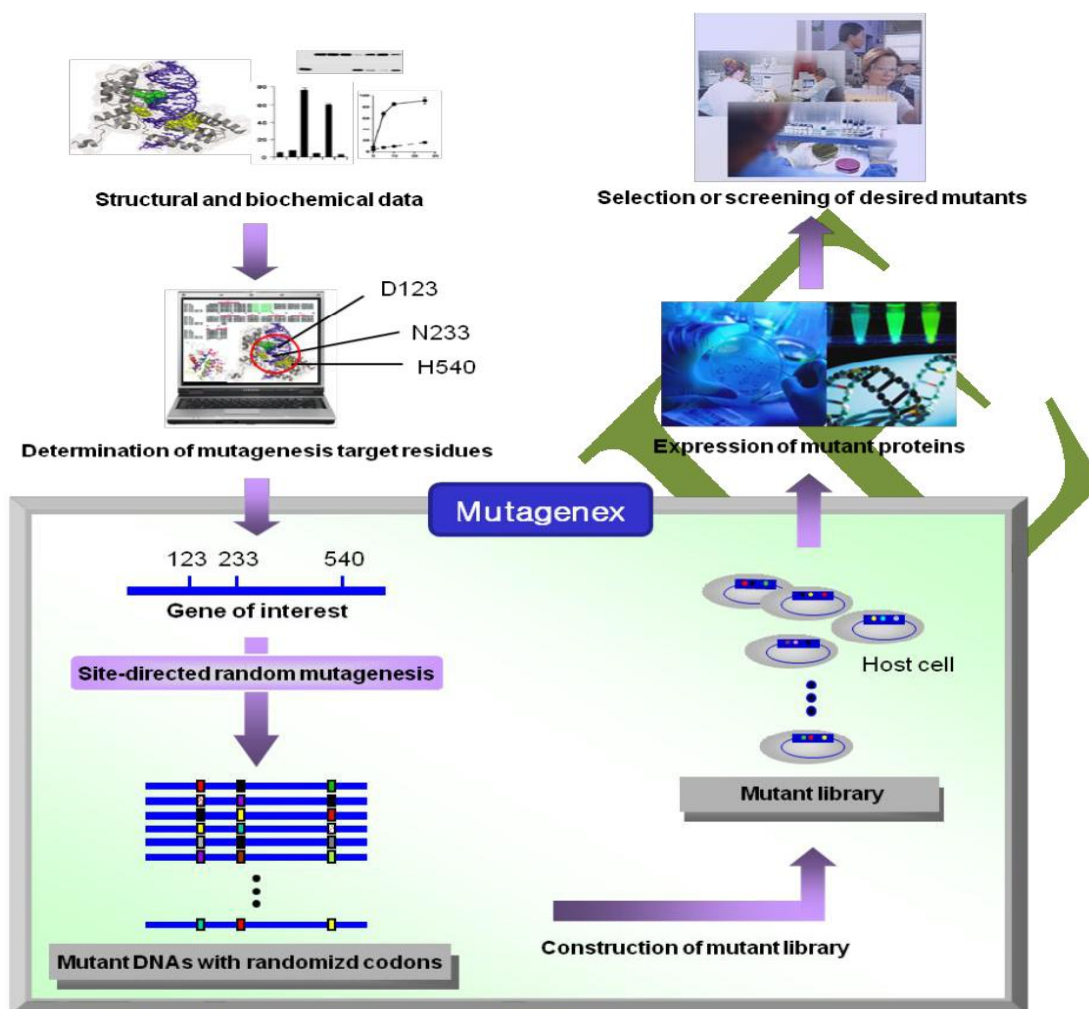 Structural and biochemical data
D123
N233
H540
Determination of mutagenesis target residues
Mutagenex
123 233 540
Gene of interest
Site-directed random mutagenesis
Mutant DNAs with randomizd codons
Construction of mutant library
Mutant library
Host cell
Expression of mutant proteins
Selection or screening of desired mutants